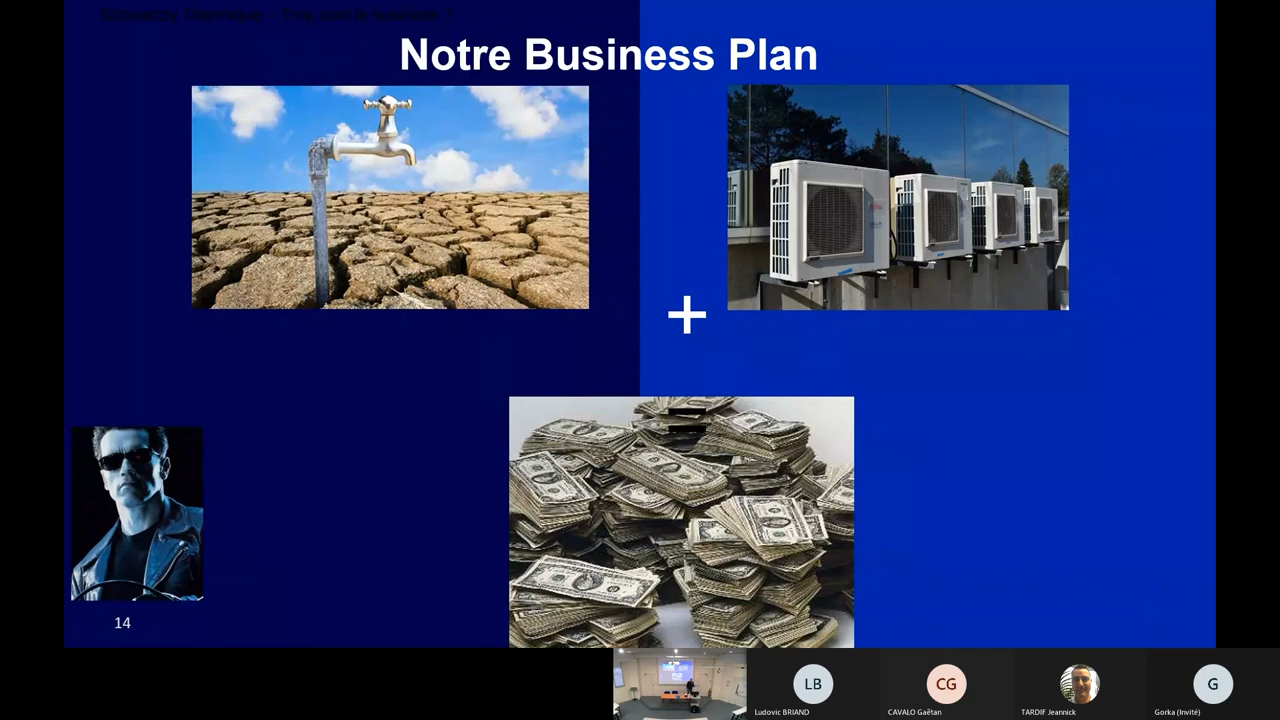 Notre Business Plan
+
=
14
LB
CG
G
Ludovic BRIAND
CAVALO Gaëtan
TARDIF Jeannick
Gorka (Invité)